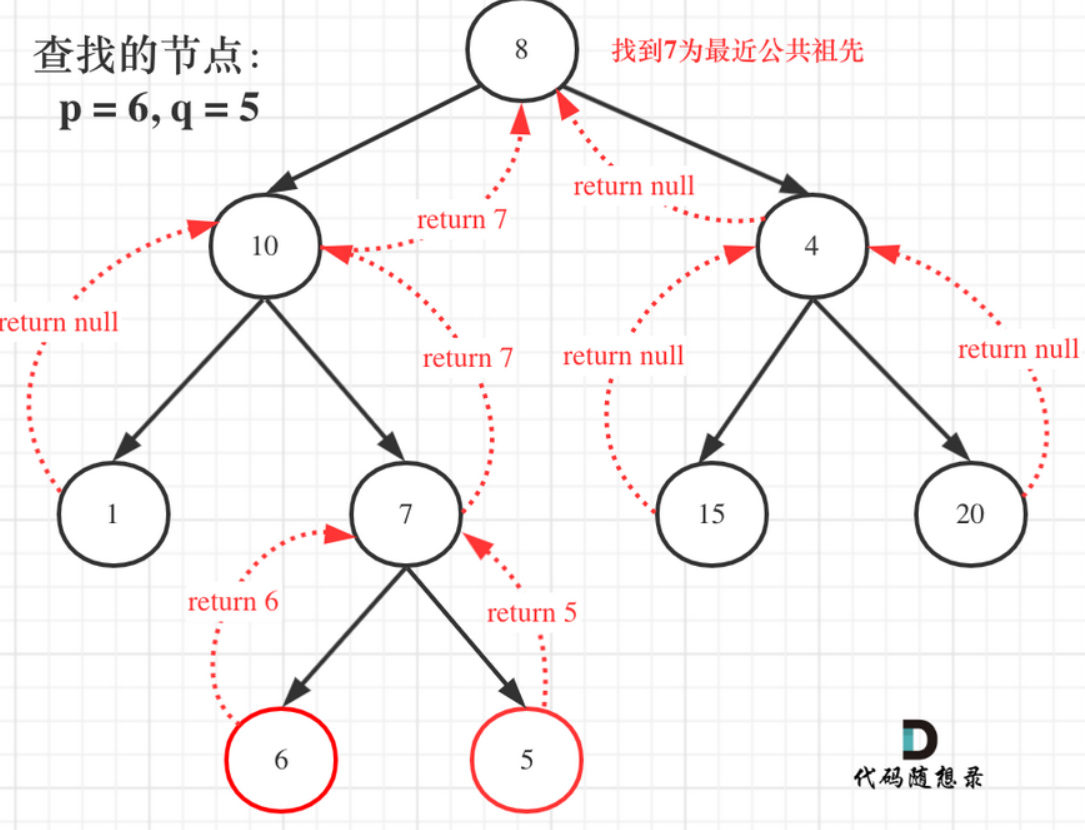 查找的节点：
p = 6, q = 5
8
找到7为最近公共祖先
return null
return 7
10
4
return null
return 7
return null
return null
1
7
15
20
return 6
return 5
6
5
D
代码随想录